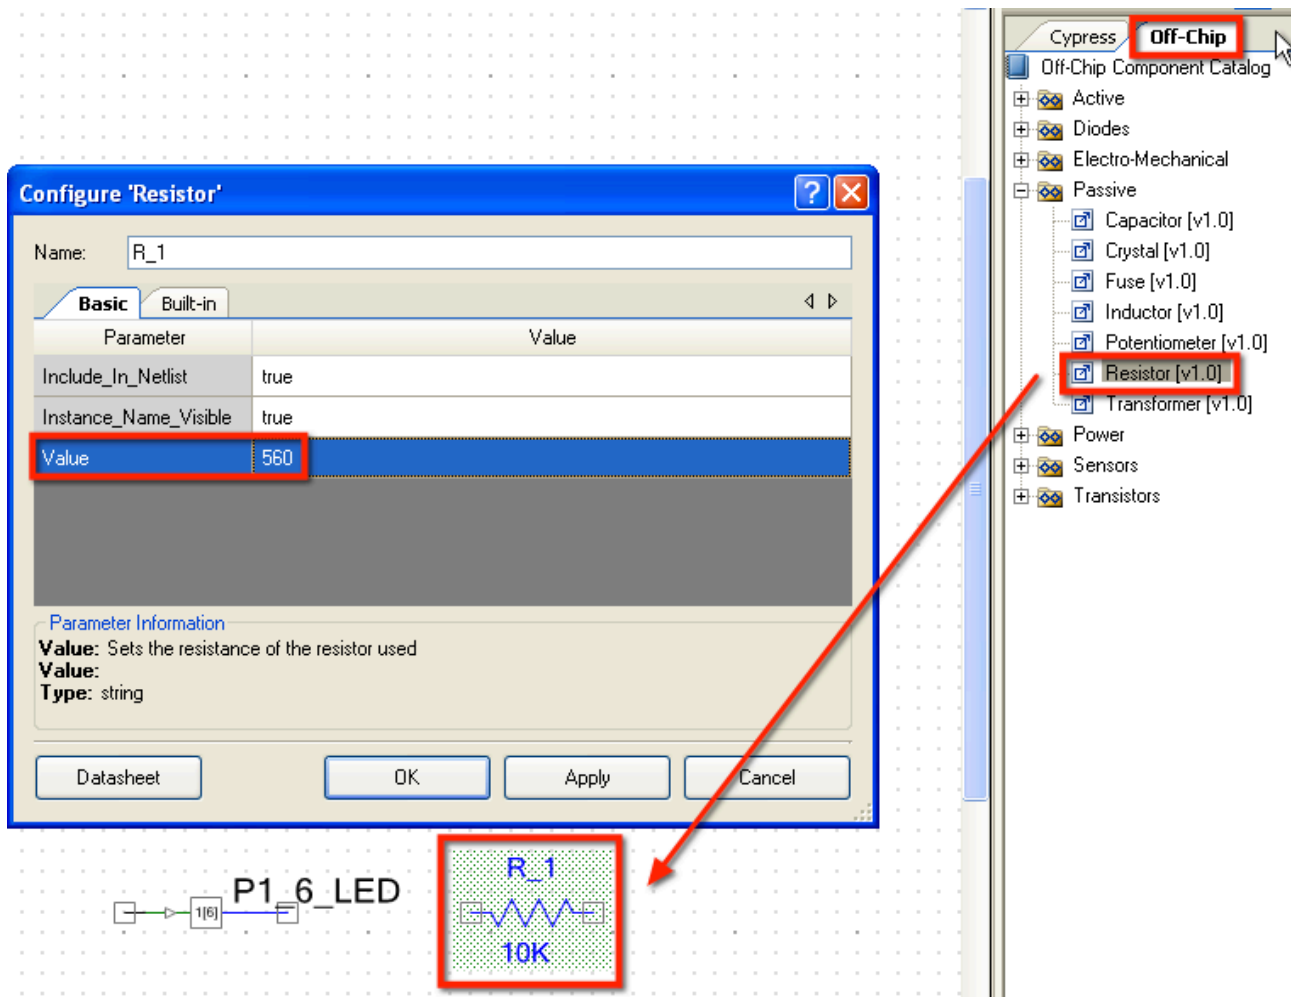 Cypress Off-Chip
Off-Chip Component Catalog
Active
Diodes
Electro-Mechanical
Passive
Capacitor [v1.0]
Crystal [v1.0]
Fuse [v1.0]
Inductor [v1.0]
Potentiometer [v1.0]
Resistor [v1.0]
Transformer [v1.0]
Power
Sensors
Transistors
Configure 'Resistor'
Name: R_1
Basic Built-in
Parameter Value
Include_In_Netlist true
Instance_Name_Visible true
Value 560
Parameter Information
Value: Sets the resistance of the resistor used
Value:
Type: string
Datasheet OK Apply Cancel
P1_6_LED
1[6]
R_1
10K